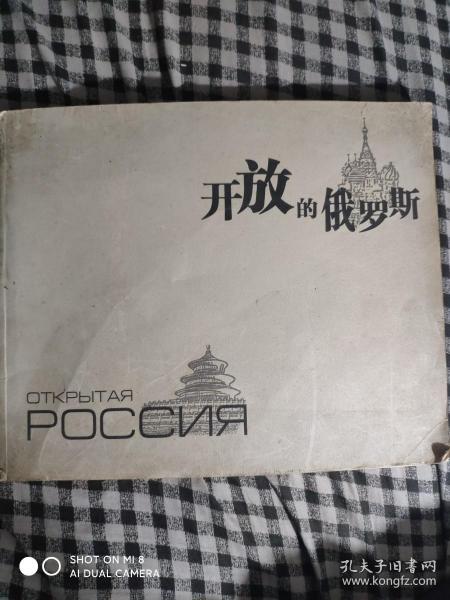 开放的俄罗斯
ОТКРЫТАЯ
РОССИЯ
SHOT ON MI 8
AI DUAL CAMERA
孔夫子旧书网
www.kongfz.com